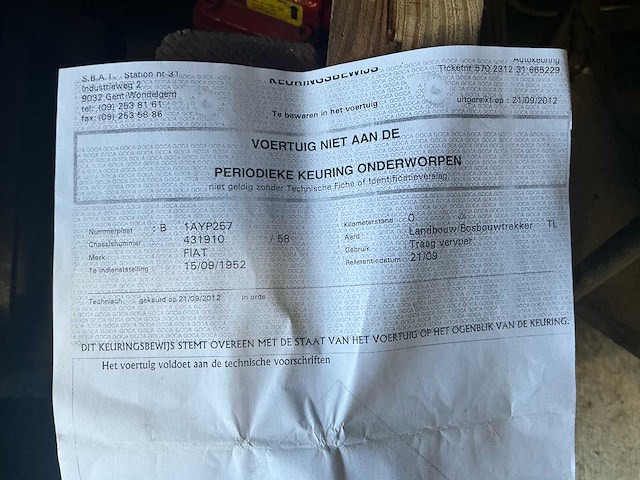 S.B.A.T. Station nr 31
Industrieweg 2
9032 Gent-Wondelgem
tel: (09) 253 81 61
fax: (09) 253 58 86
KEURINGSBEWIJS
Te bewaren in het voertuig
Autokeuring
Ticketnr 570 2312 31 665229
uitgereikt op : 21/09/2012
VOERTUIG NIET AAN DE
PERIODIEKE KEURING ONDERWORPEN
niet geldig zonder Technische Fiche of Identificatieverslag
Nummerplaat : B 1AYP257
Chassisnummer : 431910 / 58
Merk : FIAT
Te indienststelling : 15/09/1952
Kilometerstand : 0
Aard : Landbouw/Bosbouwtrekker TL
Gebruik : Traag vervoer
Referentiedatum : 21/09
Technisch. gekeurd op 21/09/2012 in orde
DIT KEURINGSBEWIJS STEMT OVEREEN MET DE STAAT VAN HET VOERTUIG OP HET OGENBLIK VAN DE KEURING.
Het voertuig voldoet aan de technische voorschriften